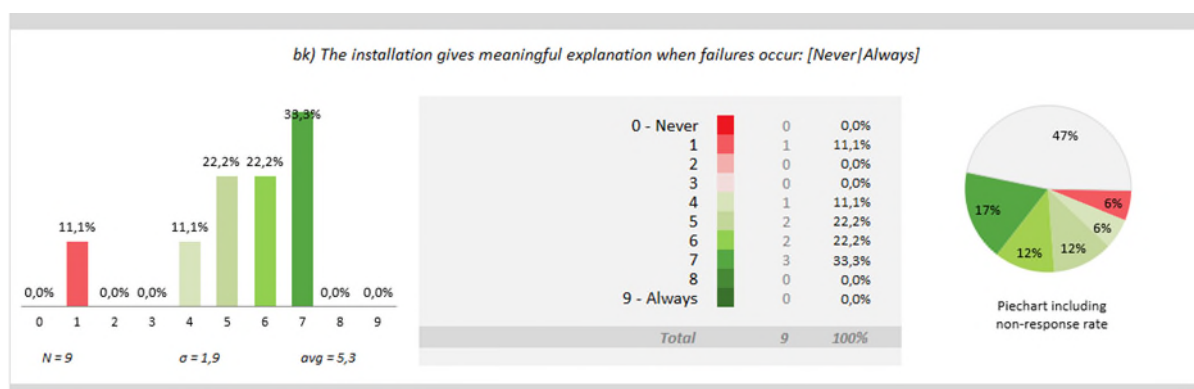 bk) The installation gives meaningful explanation when failures occur: [Never|Always]
33,3%
22,2% 22,2%
11,1% 11,1%
0,0% 0,0% 0,0% 0,0% 0,0%
0 1 2 3 4 5 6 7 8 9
N = 9 σ = 1,9 avg = 5,3
0 - Never 0 0,0%
1 1 11,1%
2 0 0,0%
3 0 0,0%
4 1 11,1%
5 2 22,2%
6 2 22,2%
7 3 33,3%
8 0 0,0%
9 - Always 0 0,0%
Total 9 100%
47%
17% 6%
6%
12% 12%
Piechart including
non-response rate